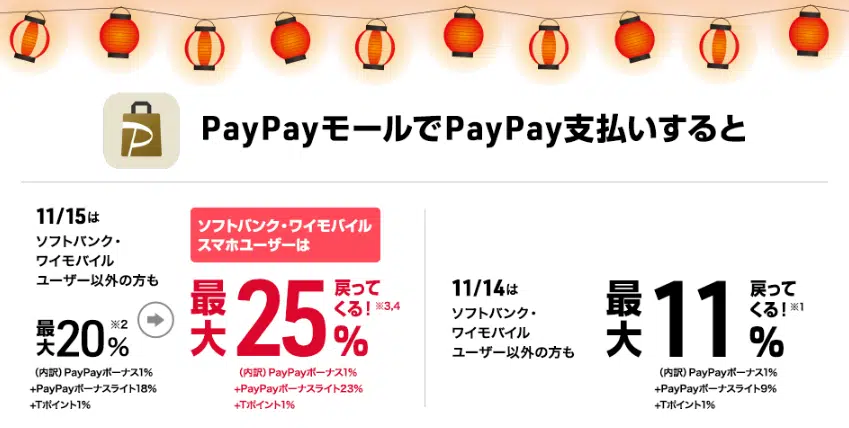 PayPayモールでPayPay支払いすると
11/15は
ソフトバンク・
ワイモバイル
ユーザー以外の方も
最大20%※2
(内訳) PayPayボーナス1%
+PayPayボーナスライト18%
+Tポイント1%
ソフトバンク・ワイモバイル
スマホユーザーは
最大25%戻ってくる!※3,4
(内訳) PayPayボーナス1%
+PayPayボーナスライト23%
+Tポイント1%
11/14は
ソフトバンク・
ワイモバイル
ユーザー以外の方も
最大11%戻ってくる!※1
(内訳) PayPayボーナス1%
+PayPayボーナスライト9%
+Tポイント1%